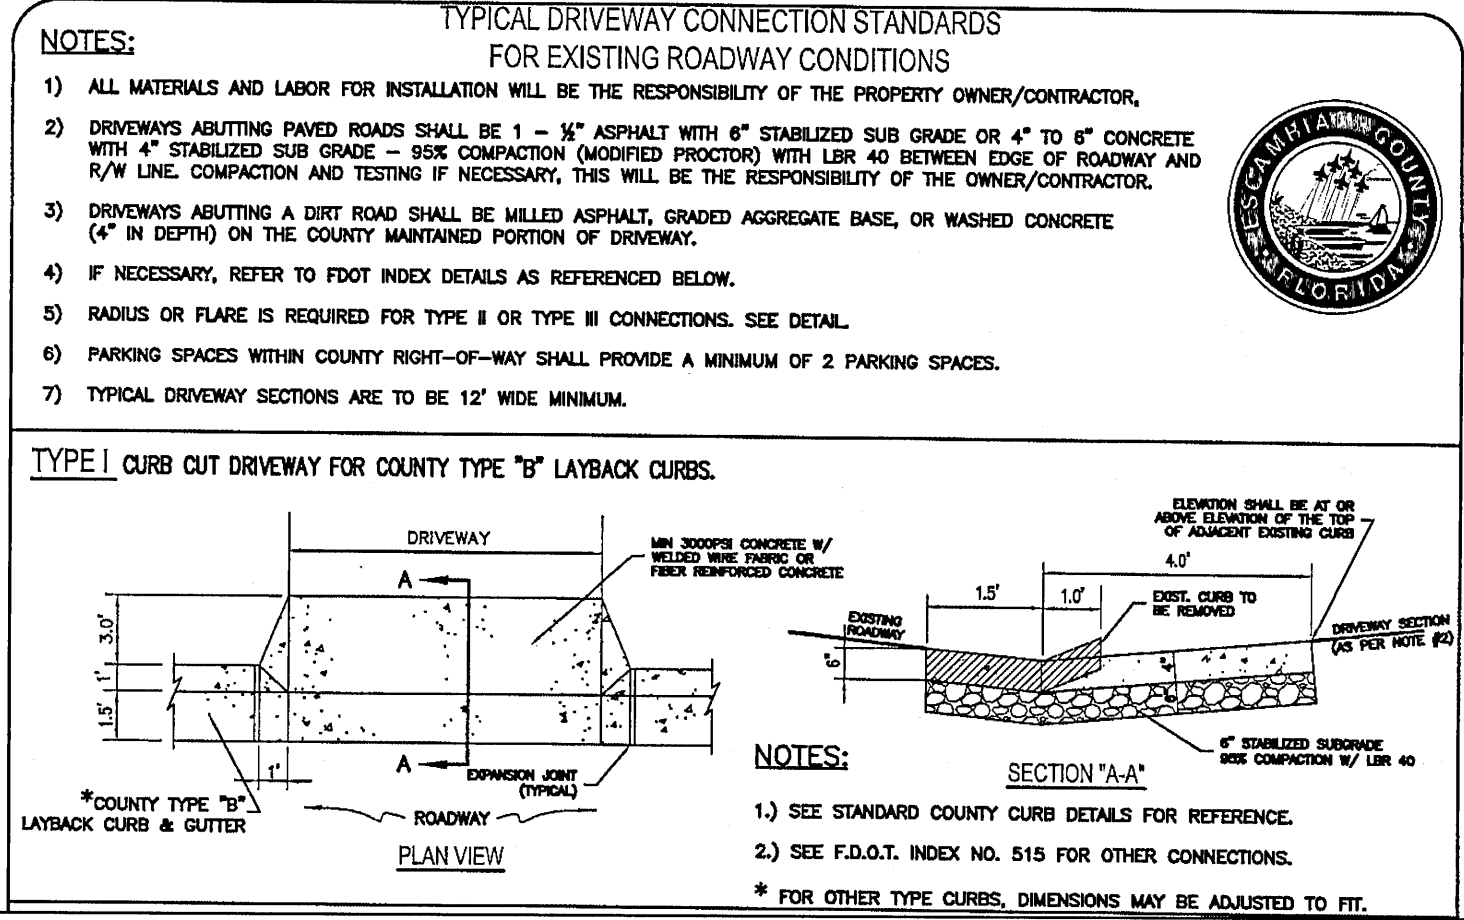 TYPICAL DRIVEWAY CONNECTION STANDARDS
FOR EXISTING ROADWAY CONDITIONS
NOTES:
1) ALL MATERIALS AND LABOR FOR INSTALLATION WILL BE THE RESPONSIBILITY OF THE PROPERTY OWNER/CONTRACTOR.
2) DRIVEWAYS ABUTTING PAVED ROADS SHALL BE 1 - ½" ASPHALT WITH 6" STABILIZED SUB GRADE OR 4" TO 6" CONCRETE
WITH 4" STABILIZED SUB GRADE - 95% COMPACTION (MODIFIED PROCTOR) WITH LBR 40 BETWEEN EDGE OF ROADWAY AND
R/W LINE. COMPACTION AND TESTING IF NECESSARY, THIS WILL BE THE RESPONSIBILITY OF THE OWNER/CONTRACTOR.
3) DRIVEWAYS ABUTTING A DIRT ROAD SHALL BE MILLED ASPHALT, GRADED AGGREGATE BASE, OR WASHED CONCRETE
(4" IN DEPTH) ON THE COUNTY MAINTAINED PORTION OF DRIVEWAY.
4) IF NECESSARY, REFER TO FDOT INDEX DETAILS AS REFERENCED BELOW.
5) RADIUS OR FLARE IS REQUIRED FOR TYPE II OR TYPE III CONNECTIONS. SEE DETAIL
6) PARKING SPACES WITHIN COUNTY RIGHT-OF-WAY SHALL PROVIDE A MINIMUM OF 2 PARKING SPACES.
7) TYPICAL DRIVEWAY SECTIONS ARE TO BE 12' WIDE MINIMUM.
ESCAMBIA COUNTY
FLORIDA
TYPE I CURB CUT DRIVEWAY FOR COUNTY TYPE "B" LAYBACK CURBS.
DRIVEWAY
A
MIN 3000PSI CONCRETE W/
WELDED WIRE FABRIC OR
FIBER REINFORCED CONCRETE
3.0'
1'
1.5'
1'
A
EXPANSION JOINT
(TYPICAL)
*COUNTY TYPE "B"
LAYBACK CURB & GUTTER
ROADWAY
PLAN VIEW
ELEVATION SHALL BE AT OR
ABOVE ELEVATION OF THE TOP
OF ADJACENT EXISTING CURB
4.0'
1.5'
1.0'
EXIST. CURB TO
BE REMOVED
EXISTING
ROADWAY
DRIVEWAY SECTION
(AS PER NOTE #2)
6"
4"
6"
6" STABILIZED SUBGRADE
95% COMPACTION W/ LBR 40
SECTION "A-A"
NOTES:
1.) SEE STANDARD COUNTY CURB DETAILS FOR REFERENCE.
2.) SEE F.D.O.T. INDEX NO. 515 FOR OTHER CONNECTIONS.
* FOR OTHER TYPE CURBS, DIMENSIONS MAY BE ADJUSTED TO FIT.